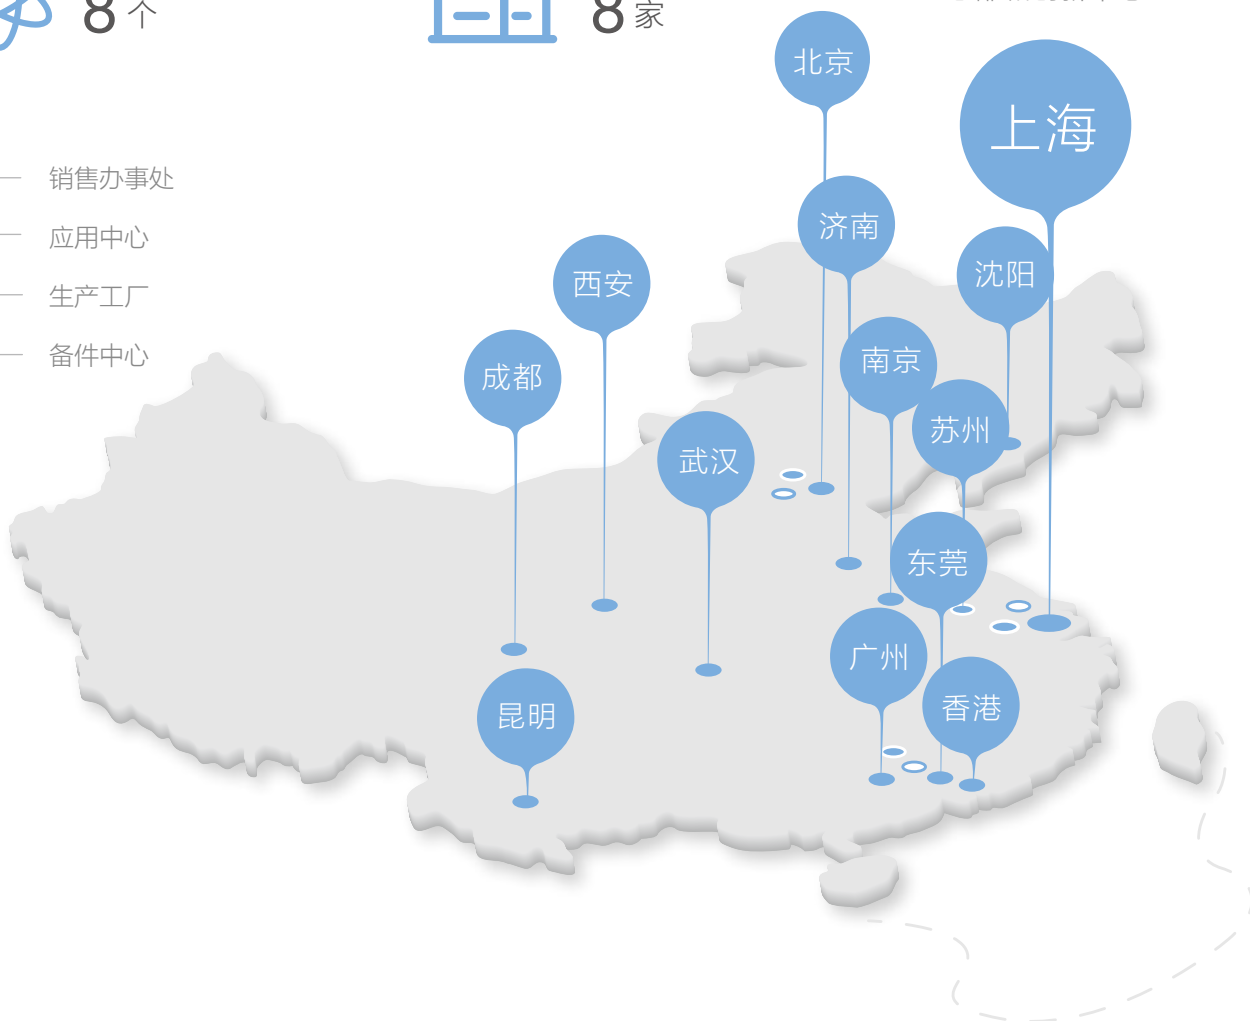 8个
8家
北京
上海
销售办事处
济南
应用中心
西安
沈阳
生产工厂
备件中心
成都
南京
苏州
武汉
东莞
广州
昆明
香港